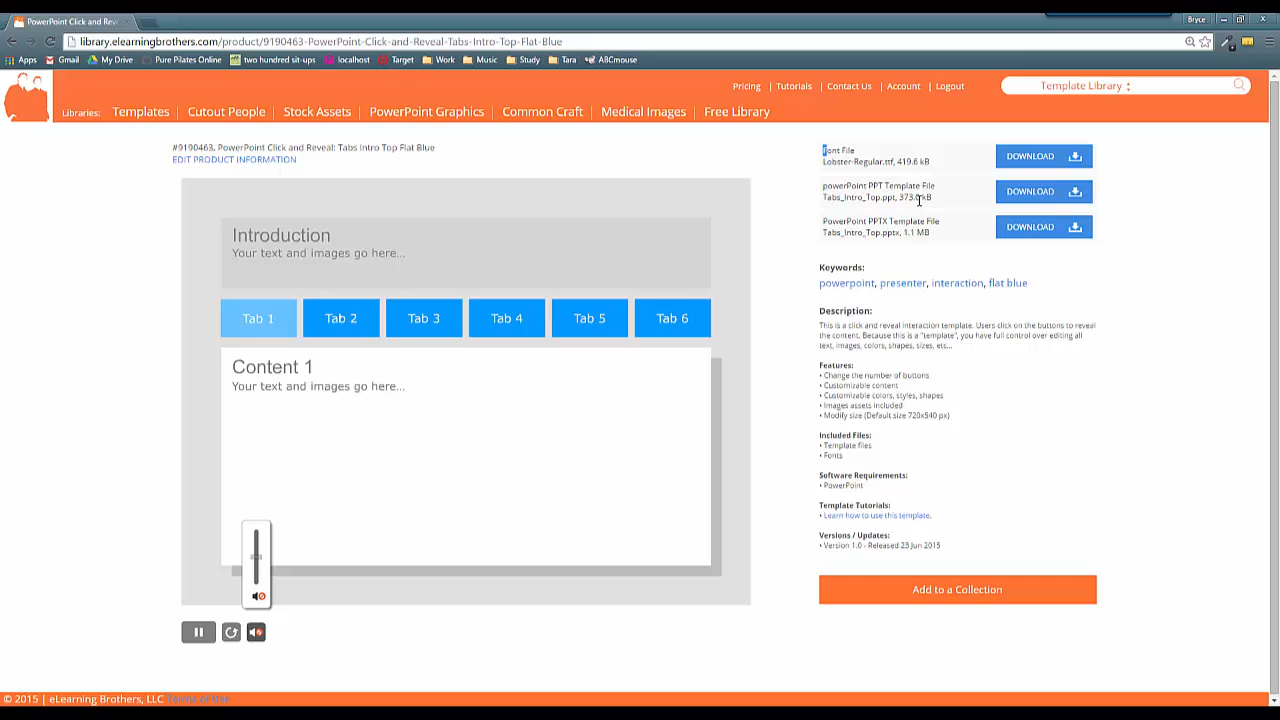 PowerPoint Click and Rev
Bryce
library.elearningbrothers.com/product/9190463-PowerPoint-Click-and-Reveal-Tabs-Intro-Top-Flat-Blue
Apps Gmail My Drive Pure Pilates Online two hundred sit-ups localhost Target Work Music Study Tara ABCmouse
Pricing | Tutorials | Contact Us | Account | Logout
Template Library
Libraries: Templates | Cutout People | Stock Assets | PowerPoint Graphics | Common Craft | Medical Images | Free Library
#9190463, PowerPoint Click and Reveal: Tabs Intro Top Flat Blue
EDIT PRODUCT INFORMATION
Introduction
Your text and images go here...
Tab 1 Tab 2 Tab 3 Tab 4 Tab 5 Tab 6
Content 1
Your text and images go here...
Font File
Lobster-Regular.ttf, 419.6 kB
DOWNLOAD
powerPoint PPT Template File
Tabs_Intro_Top.ppt, kB
DOWNLOAD
PowerPoint PPTX Template File
Tabs_Intro_Top.pptx, 1.1 MB
DOWNLOAD
Keywords:
powerpoint, presenter, interaction, flat blue
Description:
This is a click and reveal interaction template. Users click on the buttons to reveal
the content. Because this is a "template", you have full control over editing all
text, images, colors, shapes, sizes, etc...
Features:
• Change the number of buttons
• Customizable content
• Customizable colors, styles, shapes
• Images assets included
• Modify size (Default size 720x540 px)
Included Files:
• Template files
• Fonts
Software Requirements:
• PowerPoint
Template Tutorials:
• Learn how to use this template.
Versions / Updates:
• Version 1.0 - Released 23 Jun 2015
Add to a Collection
© 2015 | eLearning Brothers, LLC Terms of Use